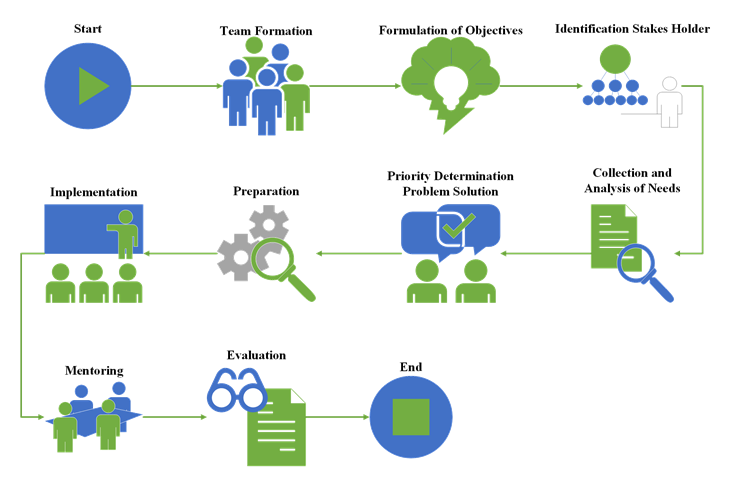 Start
Team Formation
Formulation of Objectives
Identification Stakes Holder
Collection and
Analysis of Needs
Priority Determination
Problem Solution
Preparation
Implementation
Mentoring
Evaluation
End